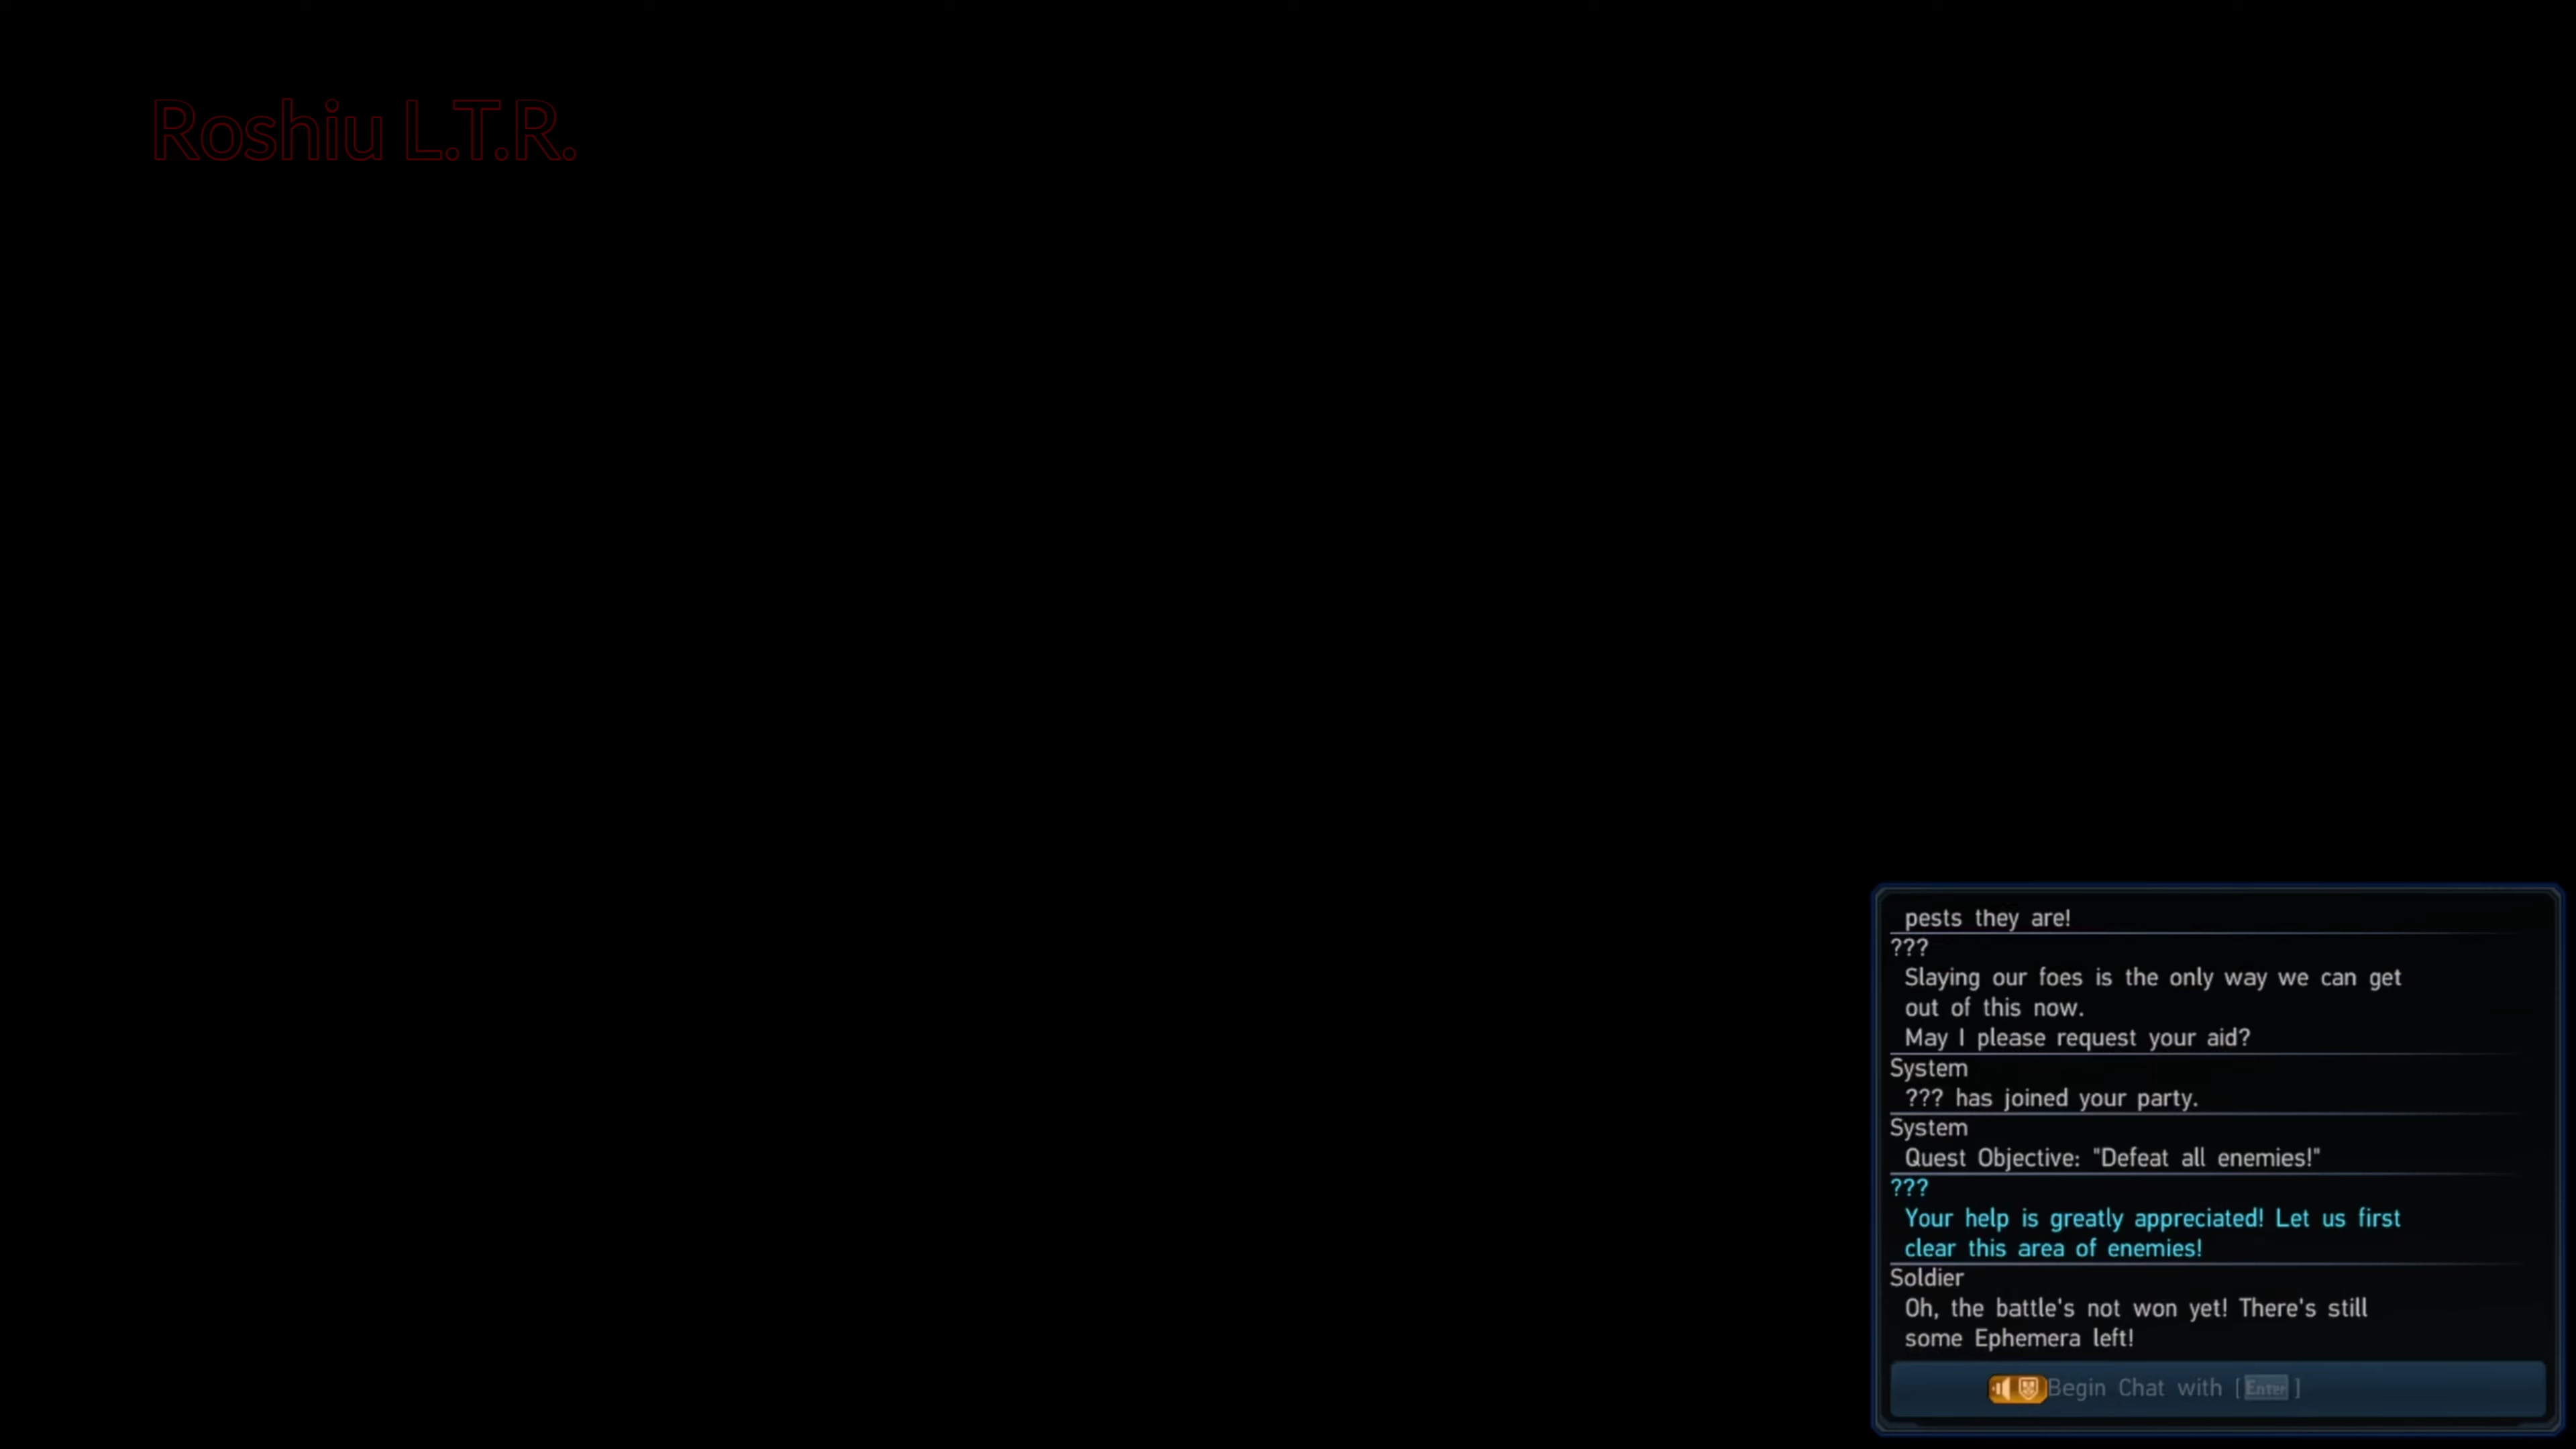 Roshiu L.T.R.
pests they are!
???
Slaying our foes is the only way we can get
out of this now.
May I please request your aid?
System
??? has joined your party.
System
Quest Objective: "Defeat all enemies!"
???
Your help is greatly appreciated! Let us first
clear this area of enemies!
Soldier
Oh, the battle's not won yet! There's still
some Ephemera left!
Begin Chat with [Enter]